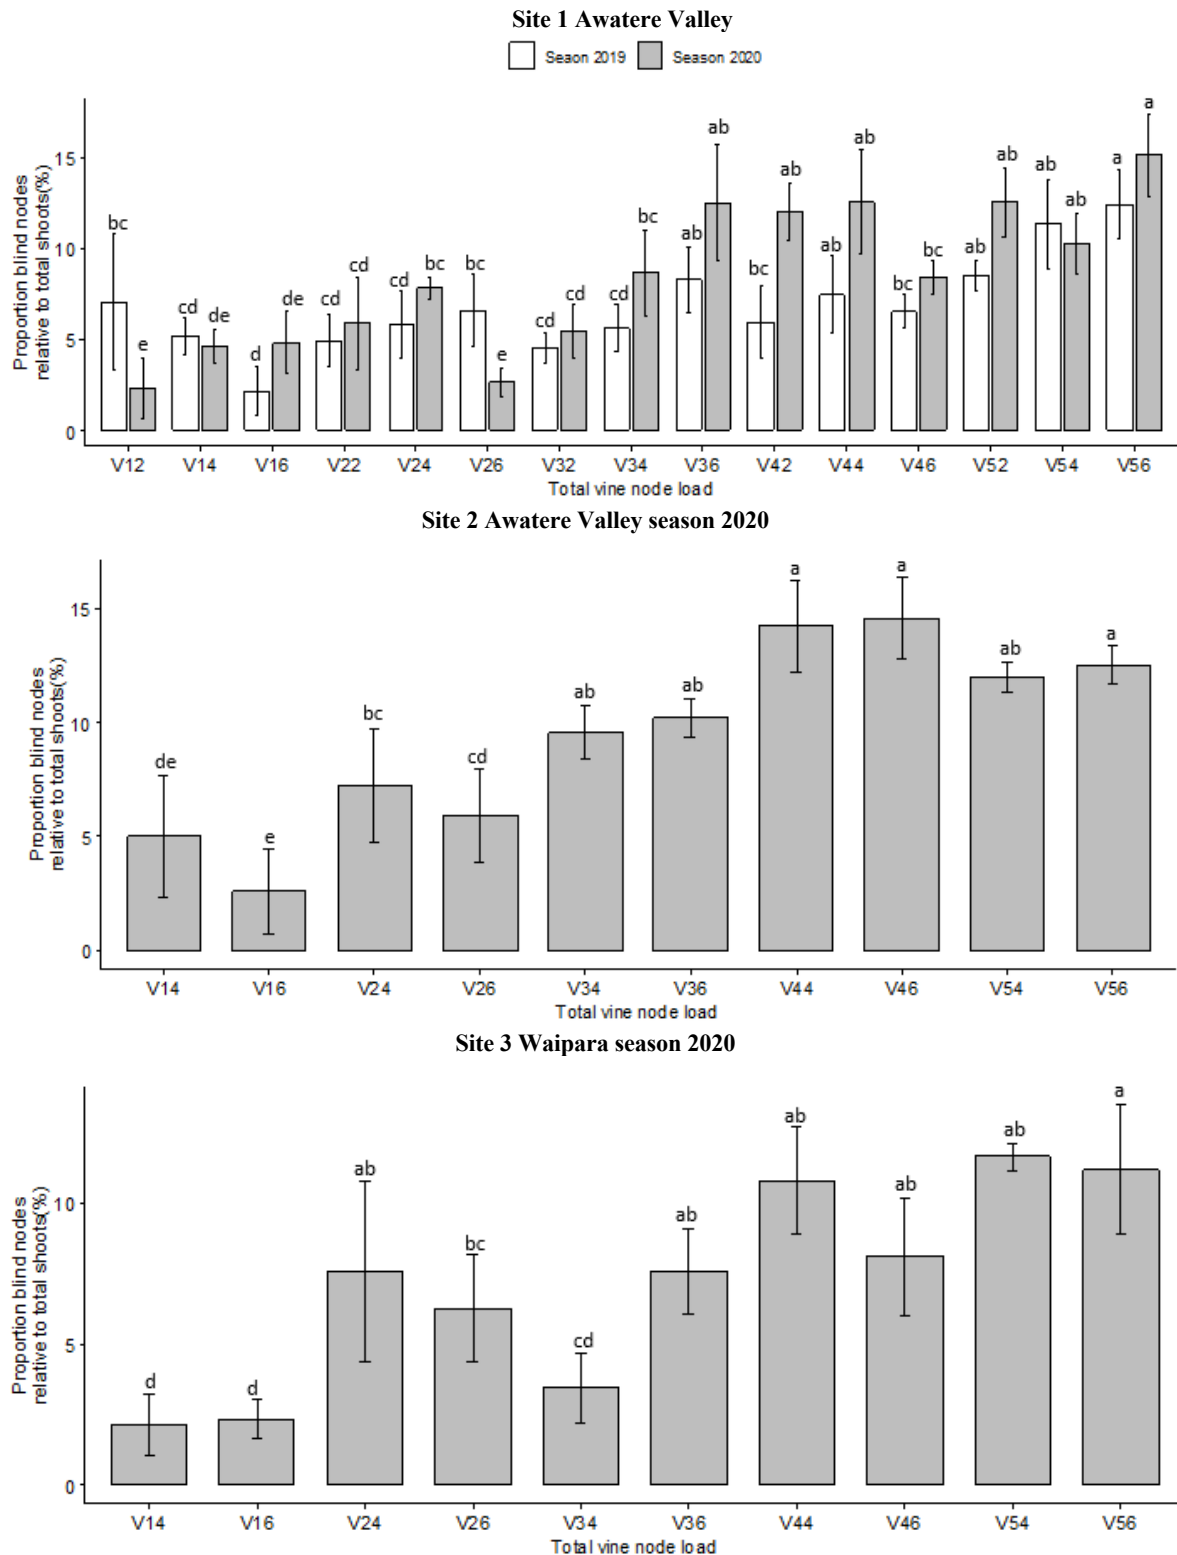 Site 1 Awatere Valley
Seaon 2019 Season 2020
Proportion blind nodes
relative to total shoots(%)
15
10
5
0
bc e cd de d de cd cd cd bc bc e cd cd cd bc ab ab bc ab ab ab bc bc ab ab ab ab a a
V12 V14 V16 V22 V24 V26 V32 V34 V36 V42 V44 V46 V52 V54 V56
Total vine node load
Site 2 Awatere Valley season 2020
Proportion blind nodes
relative to total shoots(%)
15
10
5
0
de e bc cd ab ab a a ab a
V14 V16 V24 V26 V34 V36 V44 V46 V54 V56
Total vine node load
Site 3 Waipara season 2020
Proportion blind nodes
relative to total shoots(%)
10
5
0
d d ab bc cd ab ab ab ab a
V14 V16 V24 V26 V34 V36 V44 V46 V54 V56
Total vine node load